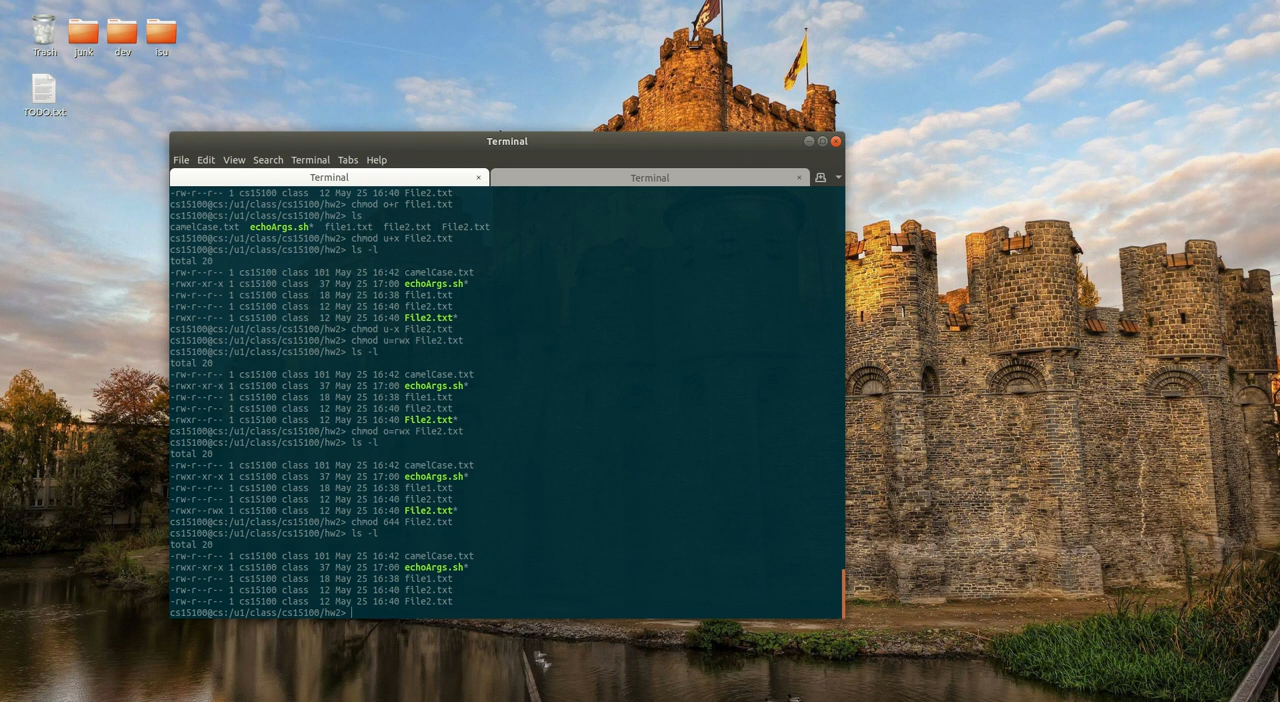 Trash junk dev isu
TODO.txt
Terminal
File Edit View Search Terminal Tabs Help
Terminal × Terminal ×
-rw-r--r-- 1 cs15100 class  12 May 25 16:40 File2.txt
cs15100@cs:/u1/class/cs15100/hw2> chmod o+r file1.txt
cs15100@cs:/u1/class/cs15100/hw2> ls
camelCase.txt  echoArgs.sh*  file1.txt  file2.txt  File2.txt
cs15100@cs:/u1/class/cs15100/hw2> chmod u+x File2.txt
cs15100@cs:/u1/class/cs15100/hw2> ls -l
total 20
-rw-r--r-- 1 cs15100 class 101 May 25 16:42 camelCase.txt
-rwxr-xr-x 1 cs15100 class  37 May 25 17:00 echoArgs.sh*
-rw-r--r-- 1 cs15100 class  18 May 25 16:38 file1.txt
-rw-r--r-- 1 cs15100 class  12 May 25 16:40 file2.txt
-rwxr--r-- 1 cs15100 class  12 May 25 16:40 File2.txt*
cs15100@cs:/u1/class/cs15100/hw2> chmod u-x File2.txt
cs15100@cs:/u1/class/cs15100/hw2> chmod u=rwx File2.txt
cs15100@cs:/u1/class/cs15100/hw2> ls -l
total 20
-rw-r--r-- 1 cs15100 class 101 May 25 16:42 camelCase.txt
-rwxr-xr-x 1 cs15100 class  37 May 25 17:00 echoArgs.sh*
-rw-r--r-- 1 cs15100 class  18 May 25 16:38 file1.txt
-rw-r--r-- 1 cs15100 class  12 May 25 16:40 file2.txt
-rwxr--r-- 1 cs15100 class  12 May 25 16:40 File2.txt*
cs15100@cs:/u1/class/cs15100/hw2> chmod o=rwx File2.txt
cs15100@cs:/u1/class/cs15100/hw2> ls -l
total 20
-rw-r--r-- 1 cs15100 class 101 May 25 16:42 camelCase.txt
-rwxr-xr-x 1 cs15100 class  37 May 25 17:00 echoArgs.sh*
-rw-r--r-- 1 cs15100 class  18 May 25 16:38 file1.txt
-rw-r--r-- 1 cs15100 class  12 May 25 16:40 file2.txt
-rwxr--rwx 1 cs15100 class  12 May 25 16:40 File2.txt*
cs15100@cs:/u1/class/cs15100/hw2> chmod 644 File2.txt
cs15100@cs:/u1/class/cs15100/hw2> ls -l
total 20
-rw-r--r-- 1 cs15100 class 101 May 25 16:42 camelCase.txt
-rwxr-xr-x 1 cs15100 class  37 May 25 17:00 echoArgs.sh*
-rw-r--r-- 1 cs15100 class  18 May 25 16:38 file1.txt
-rw-r--r-- 1 cs15100 class  12 May 25 16:40 file2.txt
-rw-r--r-- 1 cs15100 class  12 May 25 16:40 File2.txt
cs15100@cs:/u1/class/cs15100/hw2>